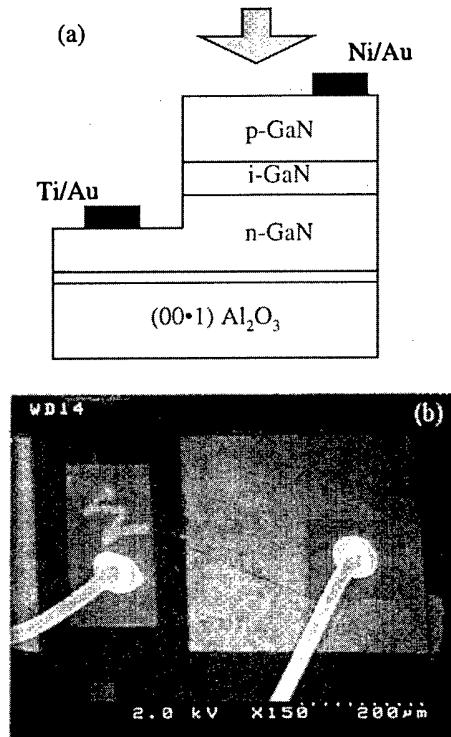 (a)
Ni/Au
p-GaN
i-GaN
Ti/Au
n-GaN
(00•1) Al₂O₃
WD14
(b)
2.0 kV X150 200μm